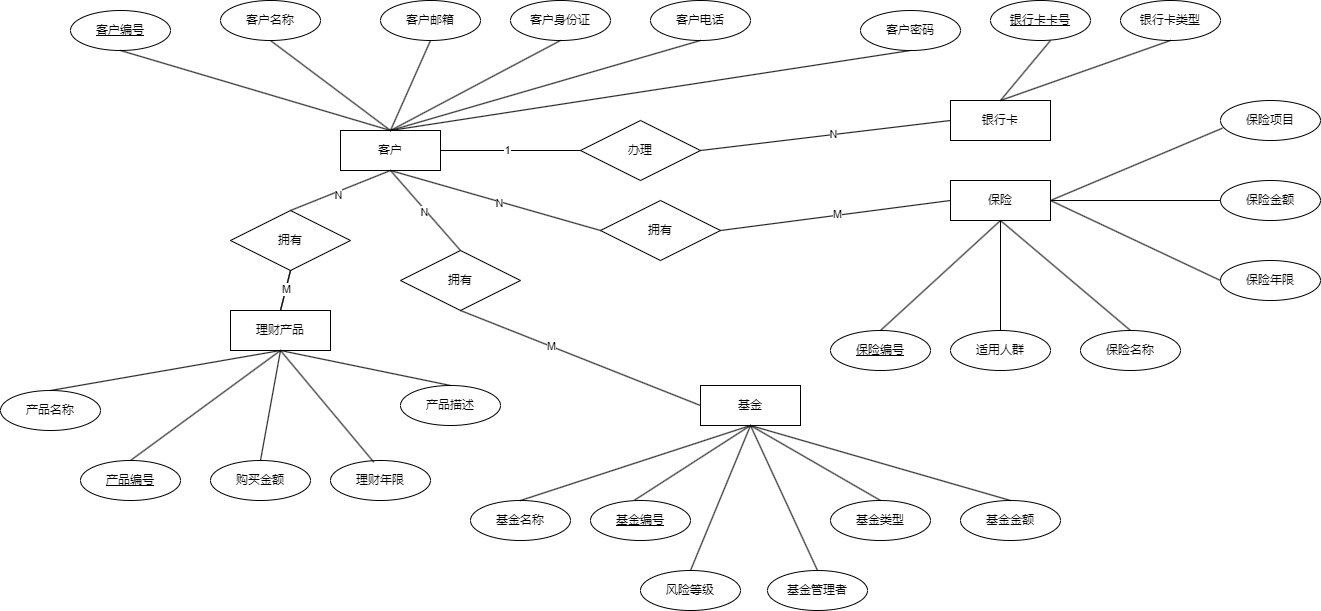 客户编号
客户名称
客户邮箱
客户身份证
客户电话
客户密码
银行卡卡号
银行卡类型
客户
1
办理
N
银行卡
保险项目
保险
保险金额
保险年限
N
拥有
M
N
拥有
M
N
拥有
M
理财产品
保险编号
适用人群
保险名称
产品名称
产品描述
产品编号
购买金额
理财年限
基金
基金名称
基金编号
基金类型
基金金额
风险等级
基金管理者